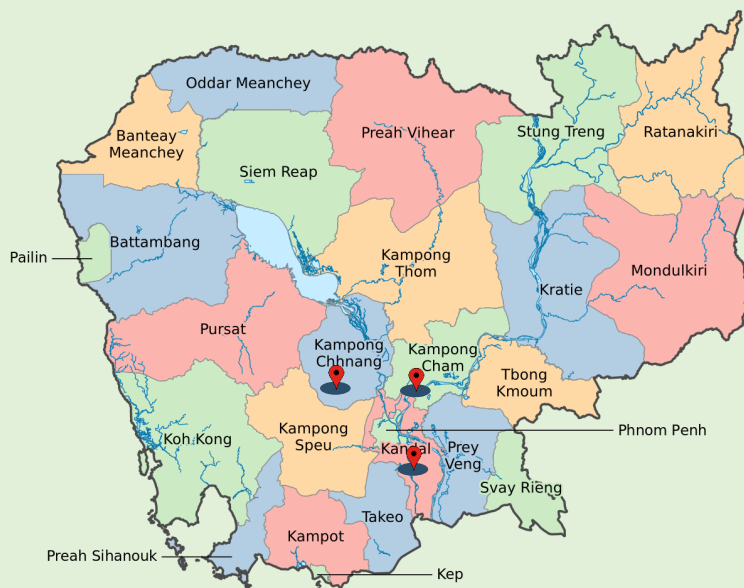 Oddar Meanchey
Banteay
Meanchey
Preah Vihear
Stung Treng
Ratanakiri
Siem Reap
Battambang
Pailin
Kampong
Thom
Kratie
Mondulkiri
Pursat
Kampong
Chhnang
Kampong
Cham
Tbong
Kmoum
Koh Kong
Kampong
Speu
Kandal
Phnom Penh
Prey
Veng
Svay Rieng
Takeo
Kampot
Preah Sihanouk
Kep